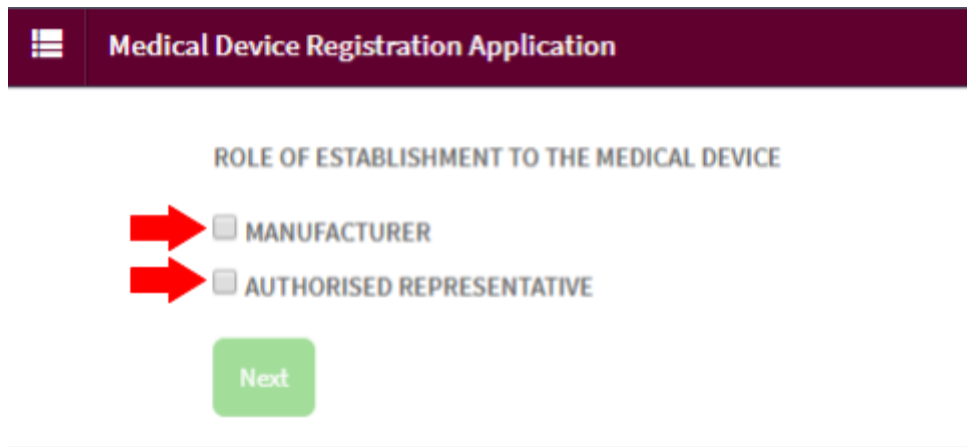 Medical Device Registration Application
ROLE OF ESTABLISHMENT TO THE MEDICAL DEVICE
MANUFACTURER
AUTHORISED REPRESENTATIVE
Next